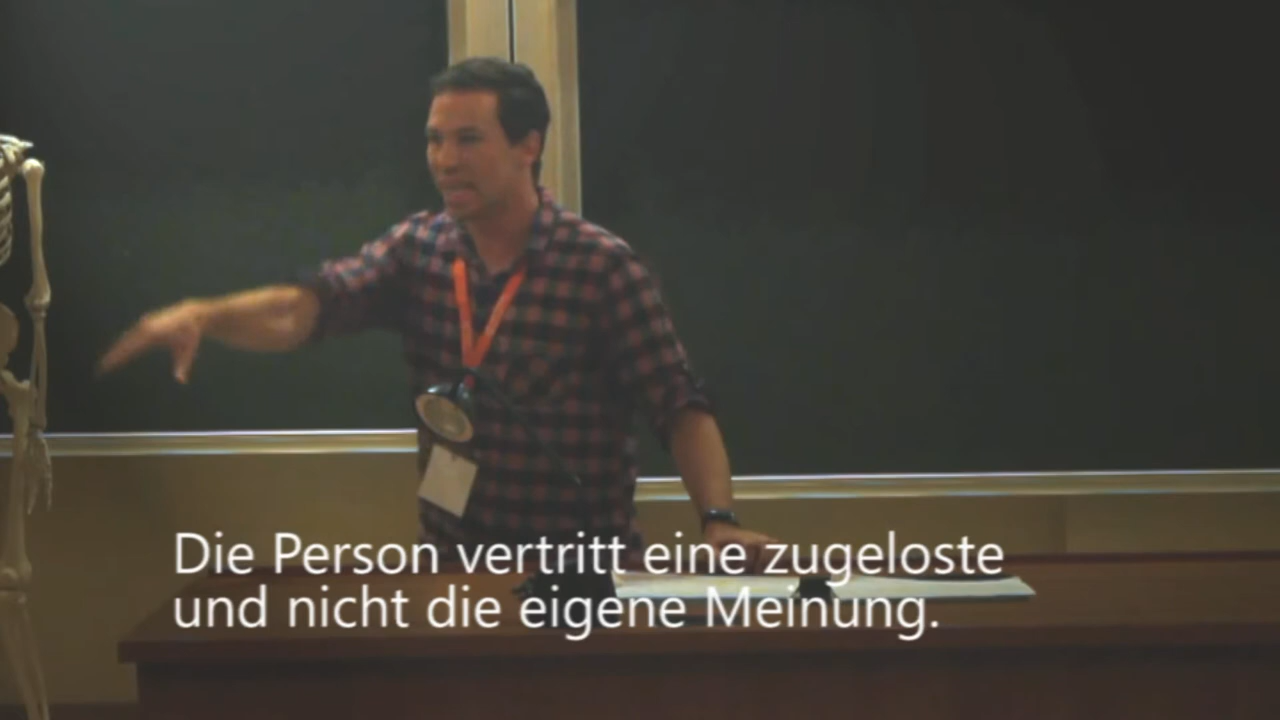 Die Person vertritt eine zugeloste
und nicht die eigene Meinung.